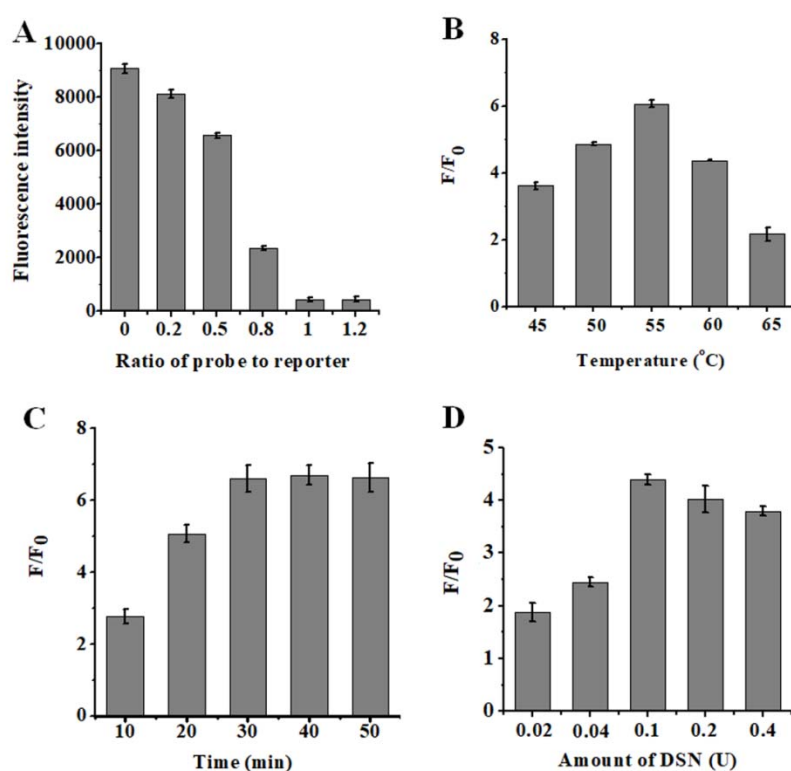 A
10000
8000
6000
4000
2000
0
Fluorescence intensity
0 0.2 0.5 0.8 1 1.2
Ratio of probe to reporter
B
8
6
4
2
0
F/F0
45 50 55 60 65
Temperature (°C)
C
8
6
4
2
0
F/F0
10 20 30 40 50
Time (min)
D
5
4
3
2
1
0
F/F0
0.02 0.04 0.1 0.2 0.4
Amount of DSN (U)